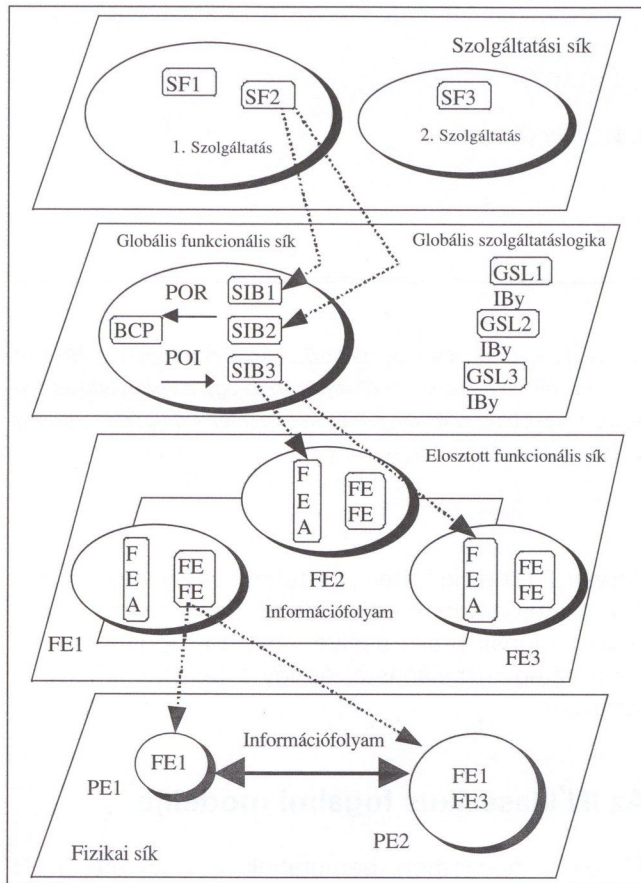 Szolgáltatási sík
SF1
SF2
SF3
1. Szolgáltatás
2. Szolgáltatás
Globális funkcionális sík
Globális szolgáltatáslogika
POR
SIB1
GSL1
IBy
BCP
SIB2
GSL2
IBy
POI
SIB3
GSL3
IBy
Elosztott funkcionális sík
F
E
A
FE
FE
FE2
F
E
A
FE
FE
F
E
A
FE
FE
Információfolyam
FE1
FE3
Információfolyam
FE1
PE1
FE1
FE3
PE2
Fizikai sík